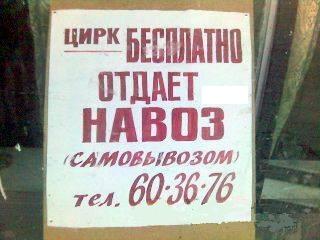 ЦИРК БЕСПЛАТНО
ОТДАЕТ
НАВОЗ
(САМОВЫВОЗОМ)
тел. 60-36-76